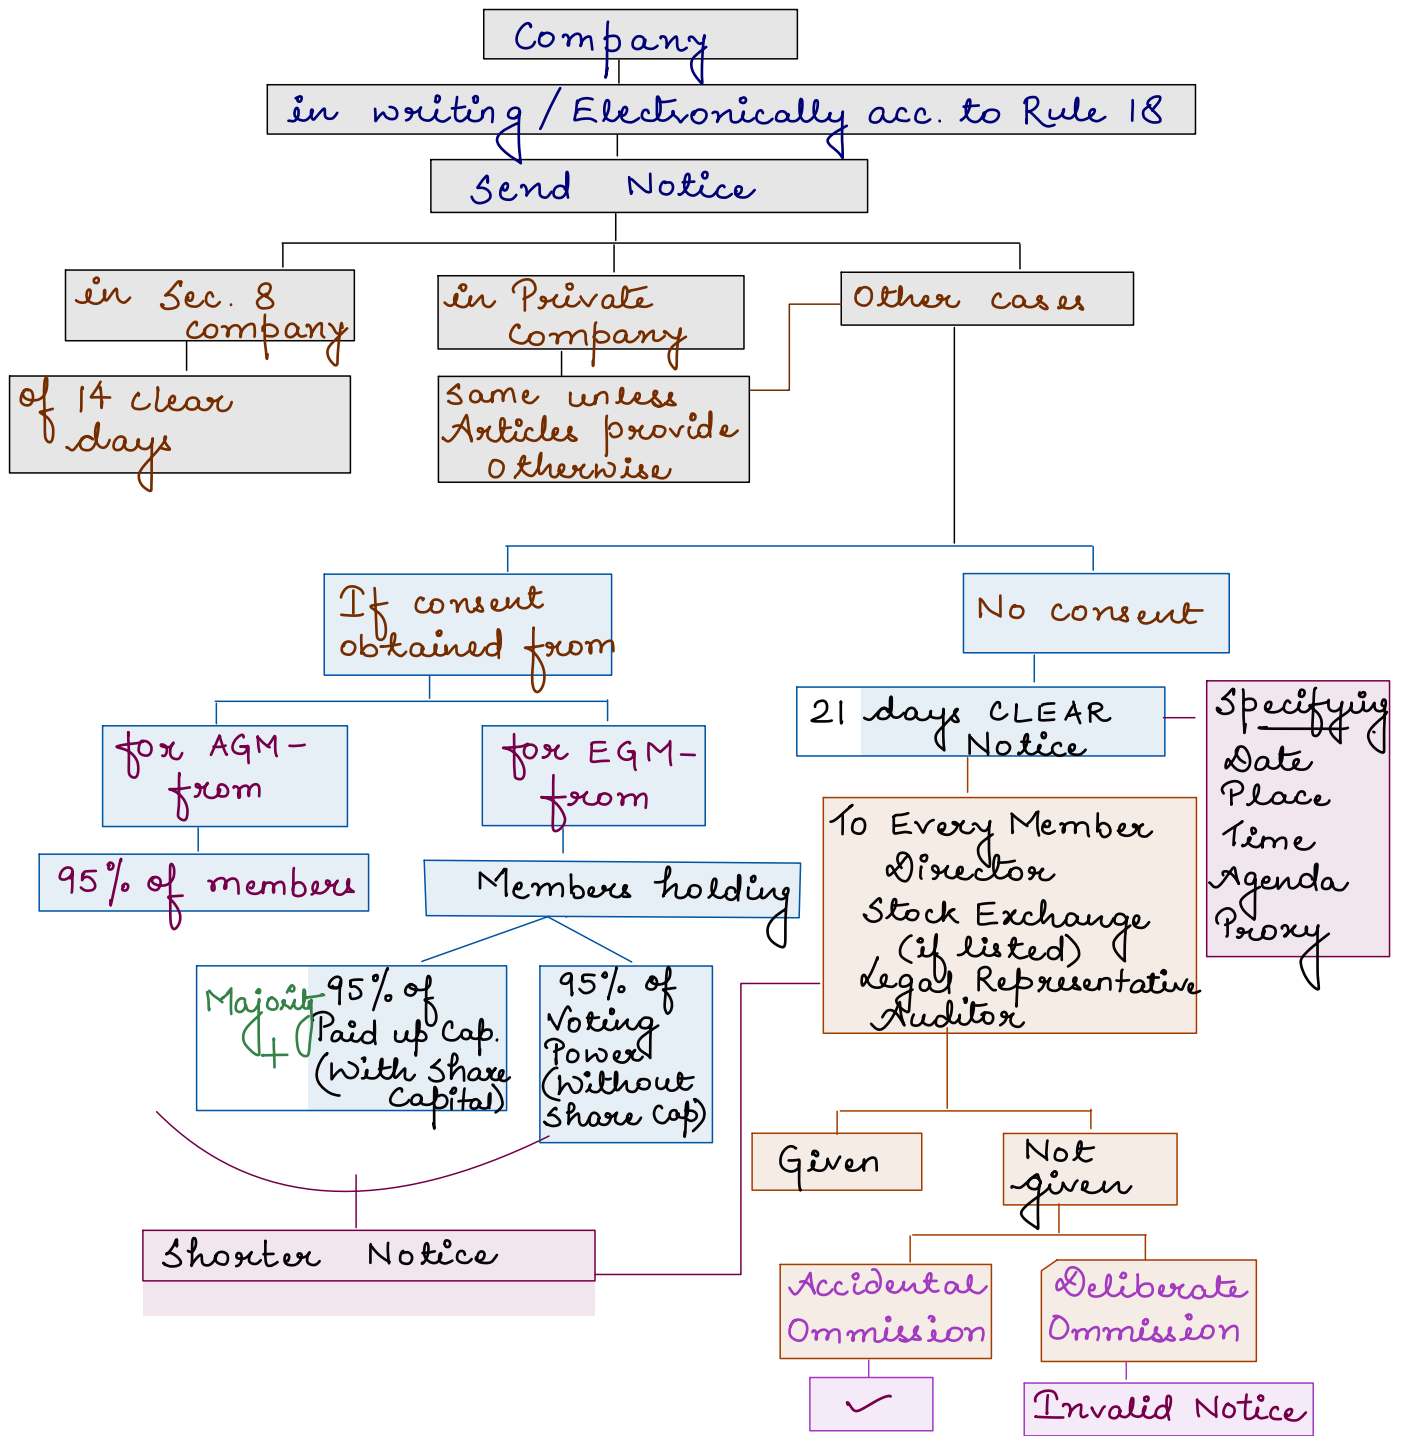 Company
in writing / Electronically acc. to Rule 18
Send Notice
in Sec. 8
company
of 14 clear
days
in Private
company
Same unless
Articles provide
Otherwise
Other cases
If consent
obtained from
No consent
for AGM -
from
95% of members
for EGM -
from
Members holding
Majority
+
95% of
Paid up Cap.
(With Share
Capital)
95% of
Voting
Power
(Without
Share Cap)
Shorter Notice
21 days CLEAR
Notice
Specifying
Date
Place
Time
Agenda
Proxy
To Every Member
Director
Stock Exchange
(if listed)
Legal Representative
Auditor
Given
Not
given
Accidental
Ommission
✓
Deliberate
Ommission
Invalid Notice